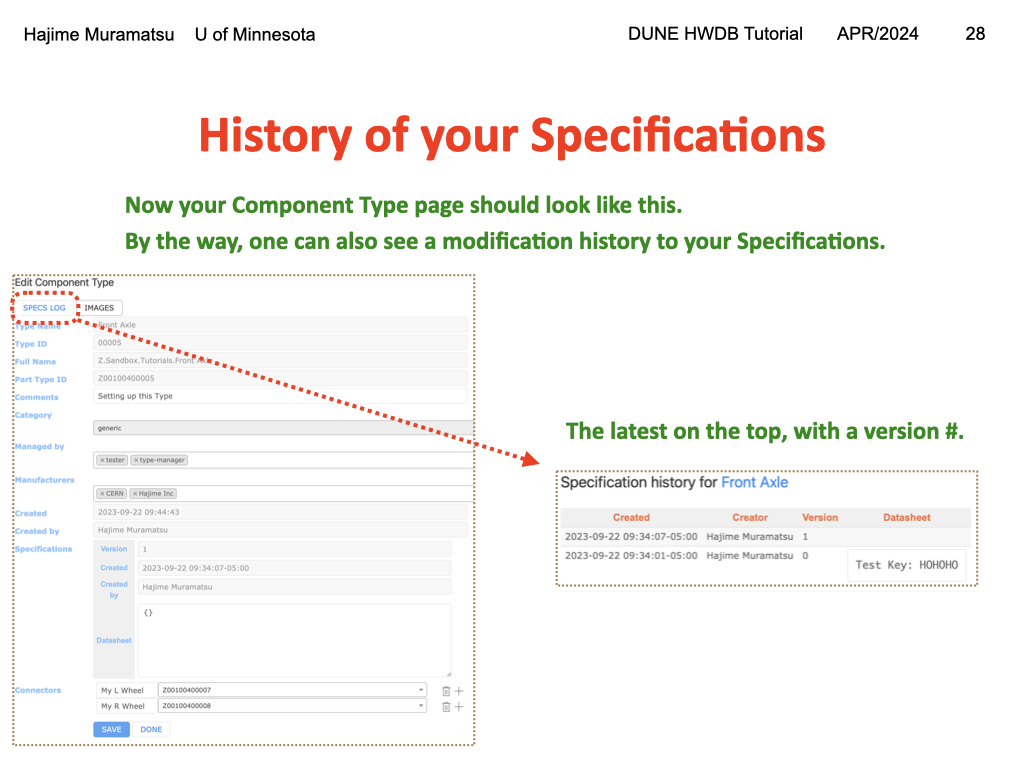 Hajime Muramatsu U of Minnesota DUNE HWDB Tutorial APR/2024 28
History of your Specifications
Now your Component Type page should look like this.
By the way, one can also see a modification history to your Specifications.
Edit Component Type
SPECS LOG IMAGES
Type Name Front Axle
Type ID 00005
Full Name Z.Sandbox.Tutorials.Front Axle
Part Type ID Z00100400005
Comments Setting up this Type
Category
generic
Managed by
× tester × type-manager
Manufacturers
× CERN × Hajime Inc
Created 2023-09-22 09:44:43
Created by Hajime Muramatsu
Specifications Version 1
Created 2023-09-22 09:34:07-05:00
Created by Hajime Muramatsu
{}
Datasheet
Connectors My L Wheel Z00100400007
My R Wheel Z00100400008
SAVE DONE
The latest on the top, with a version #.
Specification history for Front Axle
Created Creator Version Datasheet
2023-09-22 09:34:07-05:00 Hajime Muramatsu 1
2023-09-22 09:34:01-05:00 Hajime Muramatsu 0
Test Key: HOHOHO